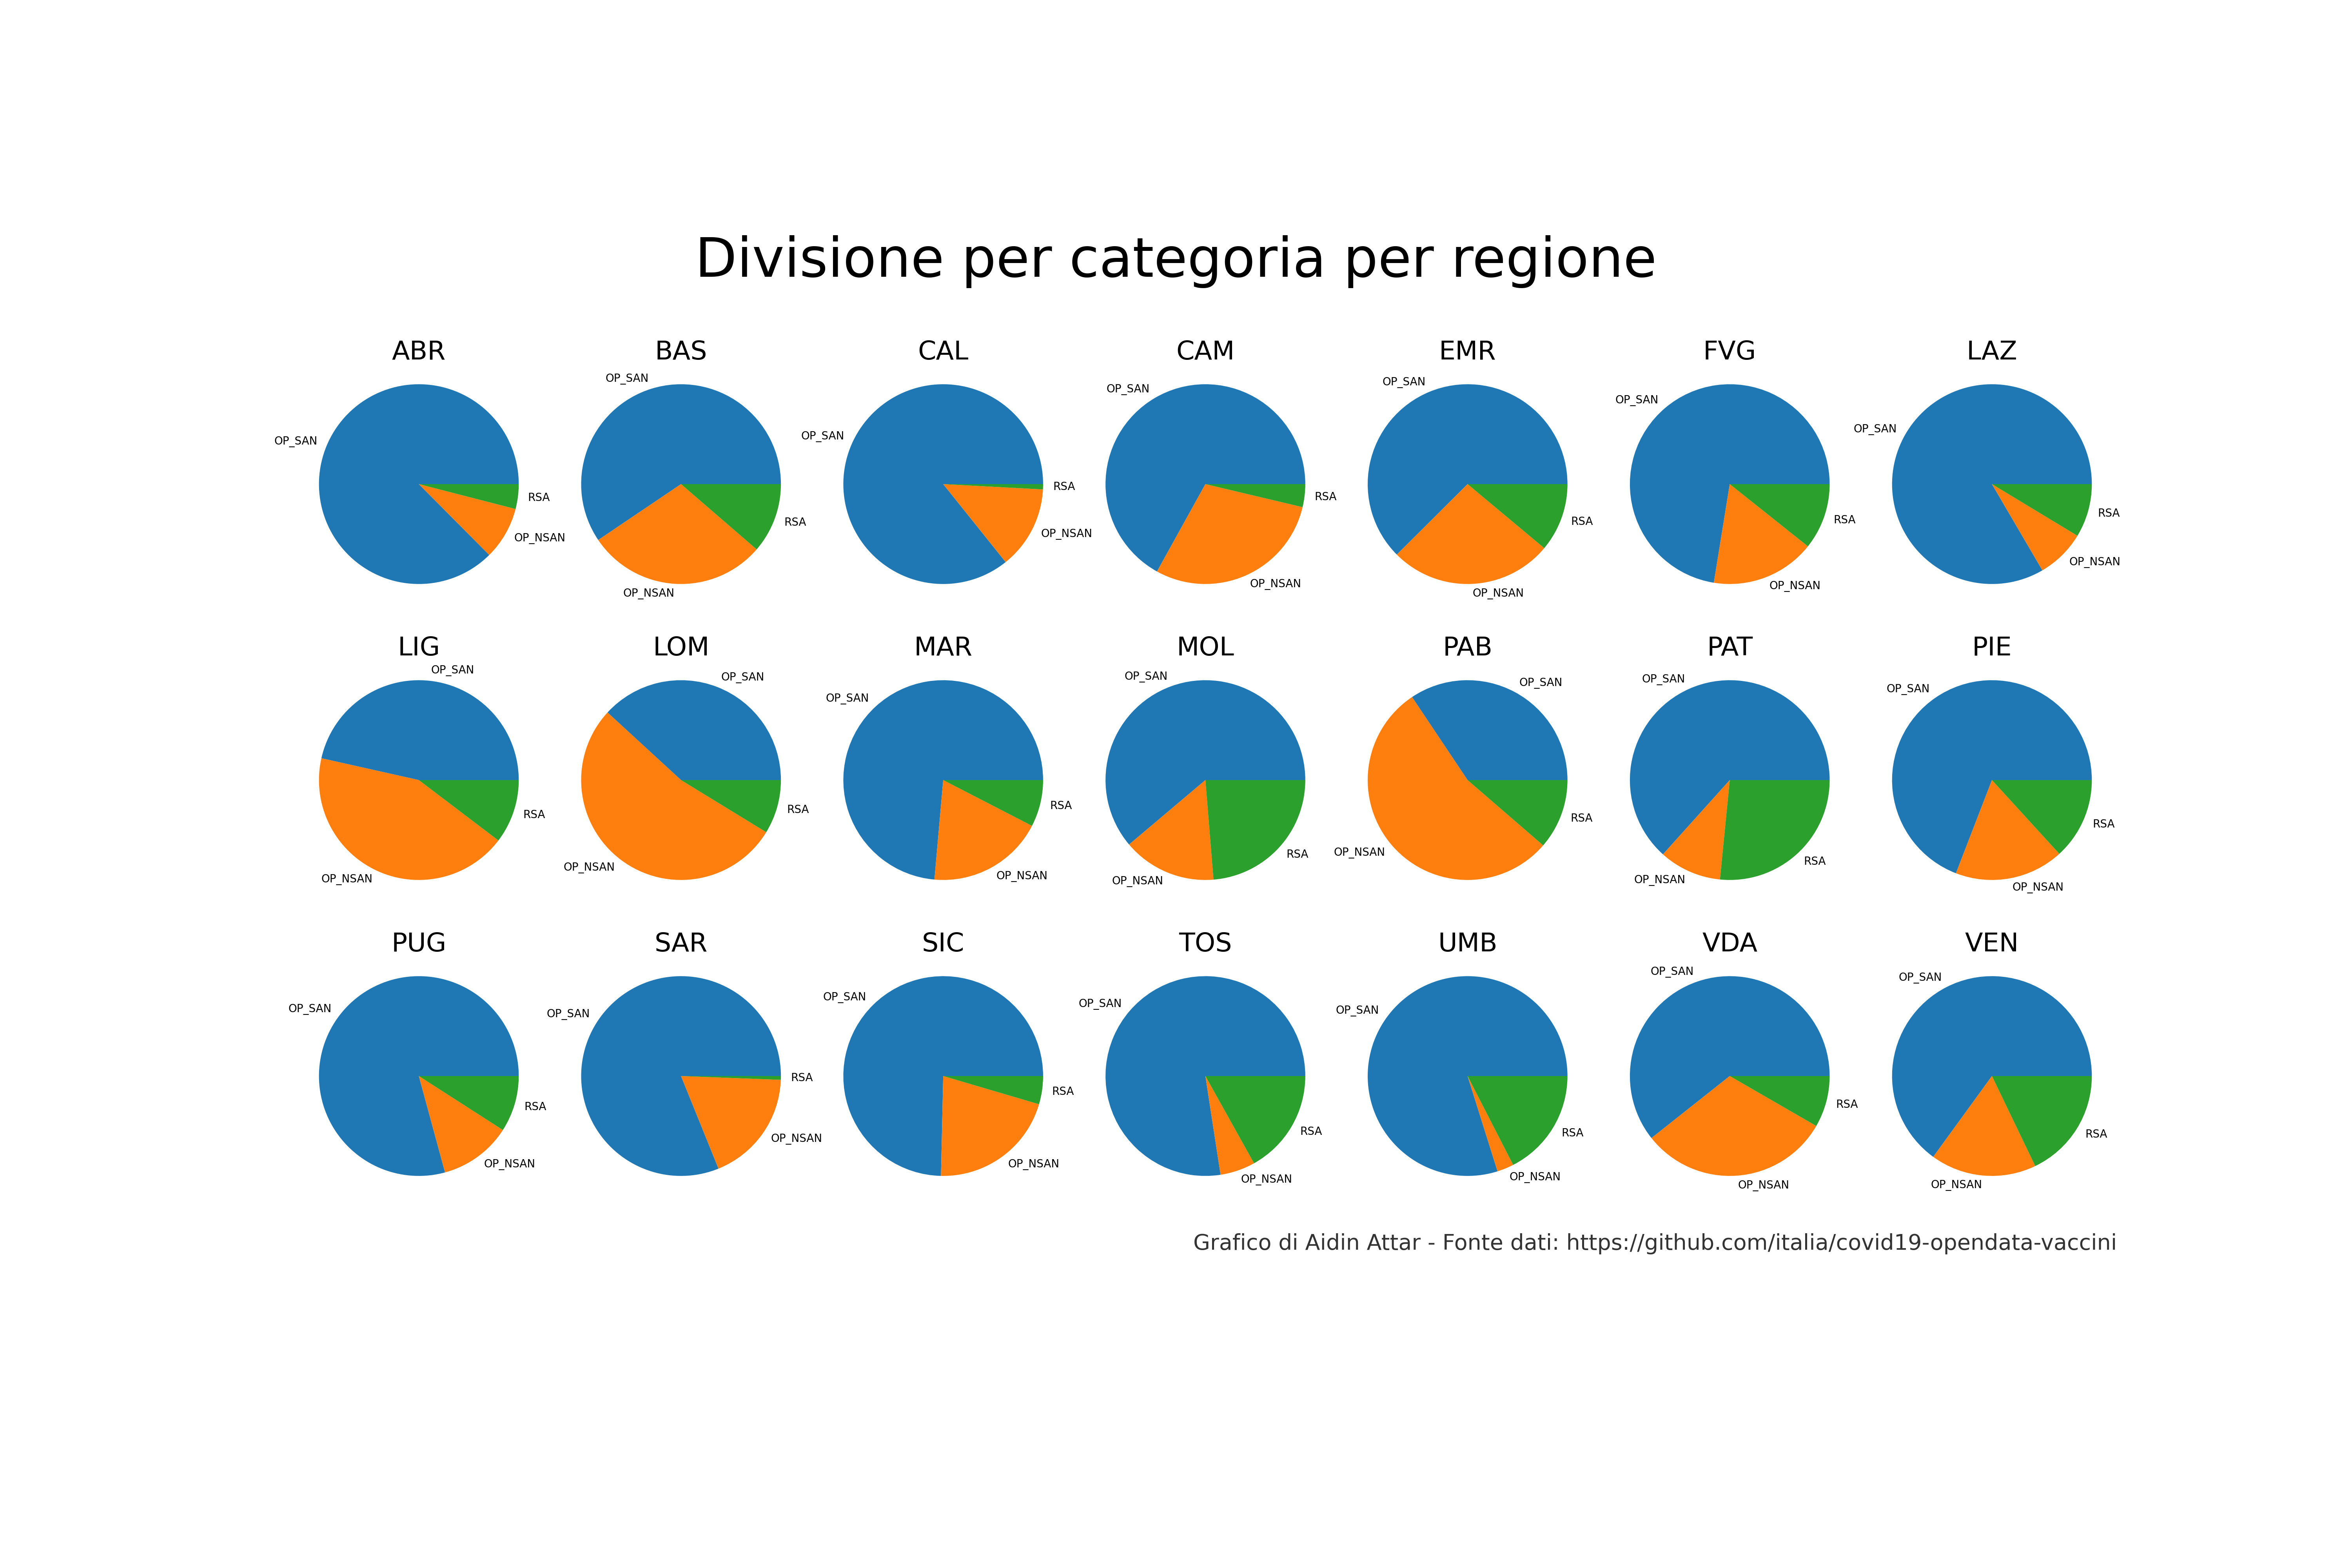 Divisione per categoria per regione
ABR
OP_SAN
OP_NSAN
RSA
BAS
OP_SAN
OP_NSAN
RSA
CAL
OP_SAN
OP_NSAN
RSA
CAM
OP_SAN
OP_NSAN
RSA
EMR
OP_SAN
OP_NSAN
RSA
FVG
OP_SAN
OP_NSAN
RSA
LAZ
OP_SAN
OP_NSAN
RSA
LIG
OP_SAN
OP_NSAN
RSA
LOM
OP_SAN
OP_NSAN
RSA
MAR
OP_SAN
OP_NSAN
RSA
MOL
OP_SAN
OP_NSAN
RSA
PAB
OP_SAN
OP_NSAN
RSA
PAT
OP_SAN
OP_NSAN
RSA
PIE
OP_SAN
OP_NSAN
RSA
PUG
OP_SAN
OP_NSAN
RSA
SAR
OP_SAN
OP_NSAN
RSA
SIC
OP_SAN
OP_NSAN
RSA
TOS
OP_SAN
OP_NSAN
RSA
UMB
OP_SAN
OP_NSAN
RSA
VDA
OP_SAN
OP_NSAN
RSA
VEN
OP_SAN
OP_NSAN
RSA
Grafico di Aidin Attar - Fonte dati: https://github.com/italia/covid19-opendata-vaccini